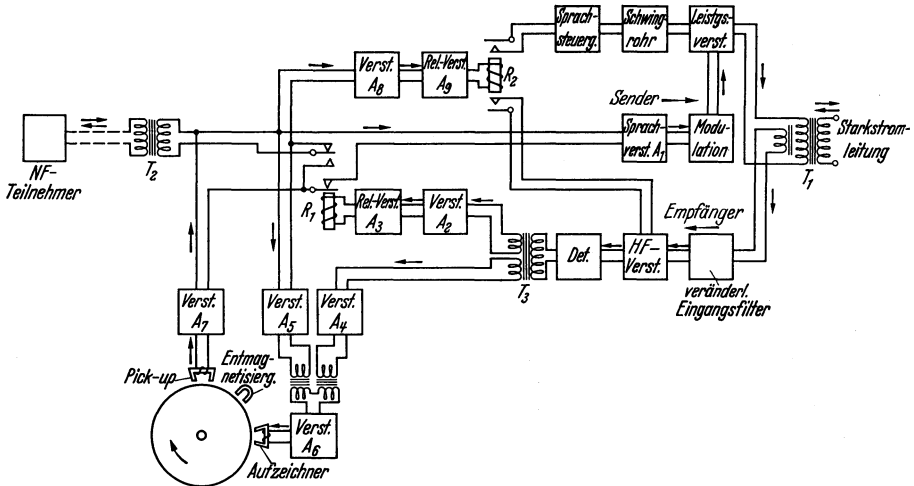 Sprach-
steuerg.
Schwing-
rohr
Leistgs-
verst.
Verst.
A8
Rel.-Verst.
A9
R2
Sender
NF-
Teilnehmer
T2
Sprach-
verst. A1
Modu-
lation
T1
Starkstrom-
leitung
R1
Rel.-Verst.
A3
Verst.
A2
T3
Det.
HF-
Verst.
Empfänger
veränderl.
Eingangsfilter
Verst.
A7
Verst.
A5
Verst.
A4
Pick-up
Entmag-
netisierg.
Verst.
A6
Aufzeichner